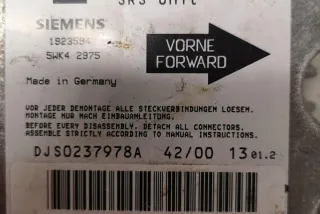 SRS UNIT
SIEMENS
1923594
5WK4 2975
VORNE
FORWARD
Made in Germany
VOR JEDER DEMONTAGE ALLE STECKVERBINDUNGEN LOESEN.
MONTAGE NUR NACH EINBAUANLEITUNG.
BEFORE EVERY DISASSEMBLY, DETACH ALL CONNECTORS.
ASSEMBLE STRICTLY ACCORDING TO MANUAL INSTRUCTIONS.
DJS0237978A 42/00 13 01.2